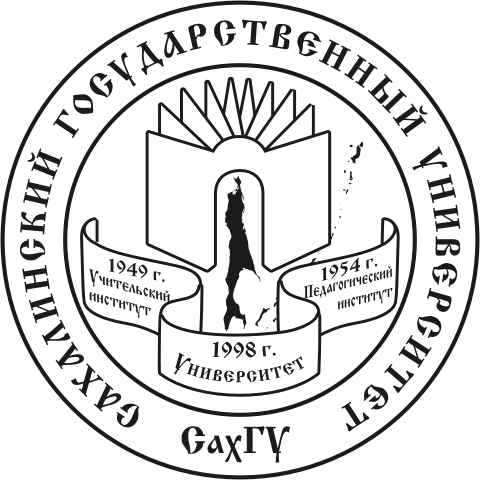 САХАЛИНСКИЙ ГОСУДАРСТВЕННЫЙ УНИВЕРСИТЕТ
1949 г.
Учительский
институт
1954 г.
Педагогический
институт
1998 г.
Университет
СахГУ